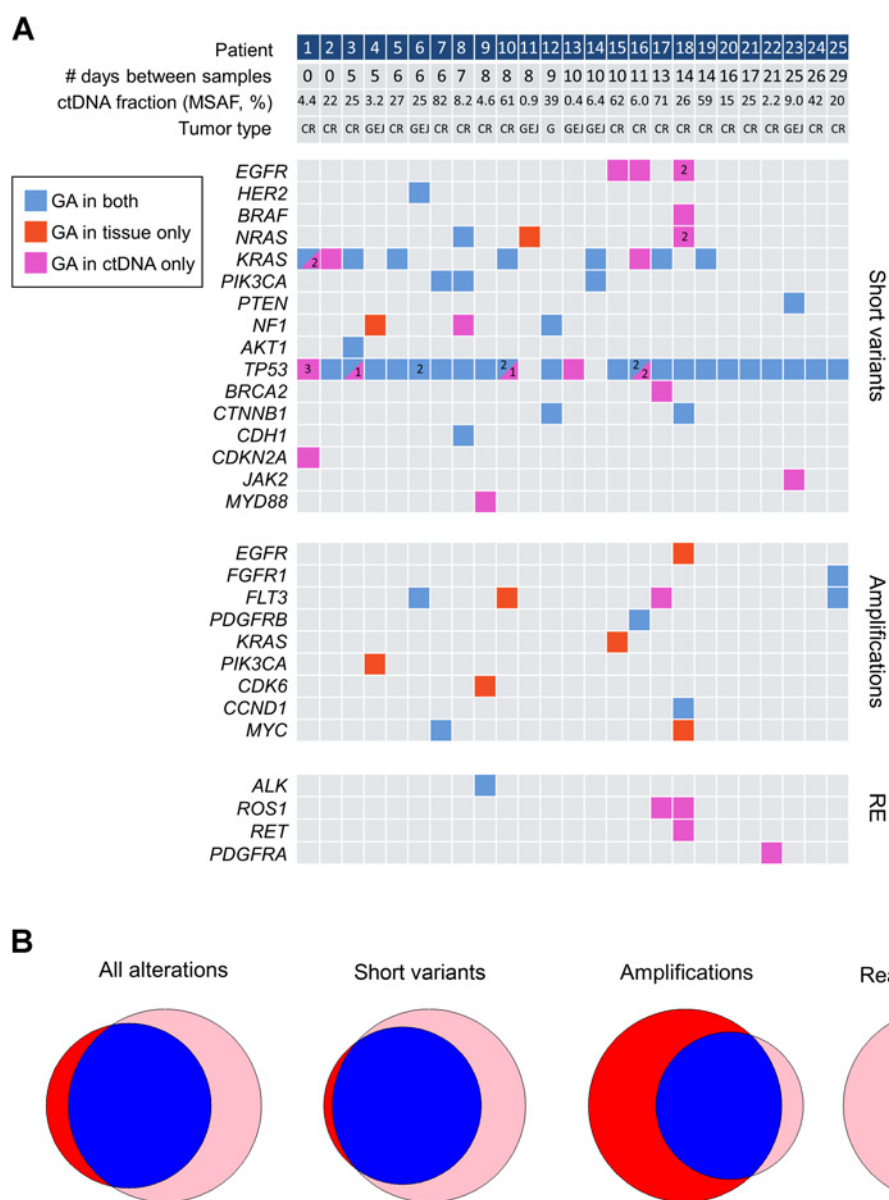 A
Patient 1 2 3 4 5 6 7 8 9 10 11 12 13 14 15 16 17 18 19 20 21 22 23 24 25
# days between samples 0 0 5 5 6 6 6 7 8 8 8 9 10 10 10 11 13 14 14 16 17 21 25 26 29
ctDNA fraction (MSAF, %) 4.4 22 25 3.2 27 25 82 8.2 4.6 61 0.9 39 0.4 6.4 62 6.0 71 26 59 15 25 2.2 9.0 42 20
Tumor type CR CR CR GEJ CR GEJ CR CR CR CR GEJ G GEJ GEJ CR CR CR CR CR CR CR CR GEJ CR CR
GA in both
GA in tissue only
GA in ctDNA only
EGFR 2
HER2
BRAF
NRAS 2
KRAS 2
PIK3CA
PTEN
NF1
AKT1
TP53 3 1 2 2 1 2 2
BRCA2
CTNNB1
CDH1
CDKN2A
JAK2
MYD88
Short variants
EGFR
FGFR1
FLT3
PDGFRB
KRAS
PIK3CA
CDK6
CCND1
MYC
Amplifications
ALK
ROS1
RET
PDGFRA
RE
B
All alterations Short variants Amplifications Rea